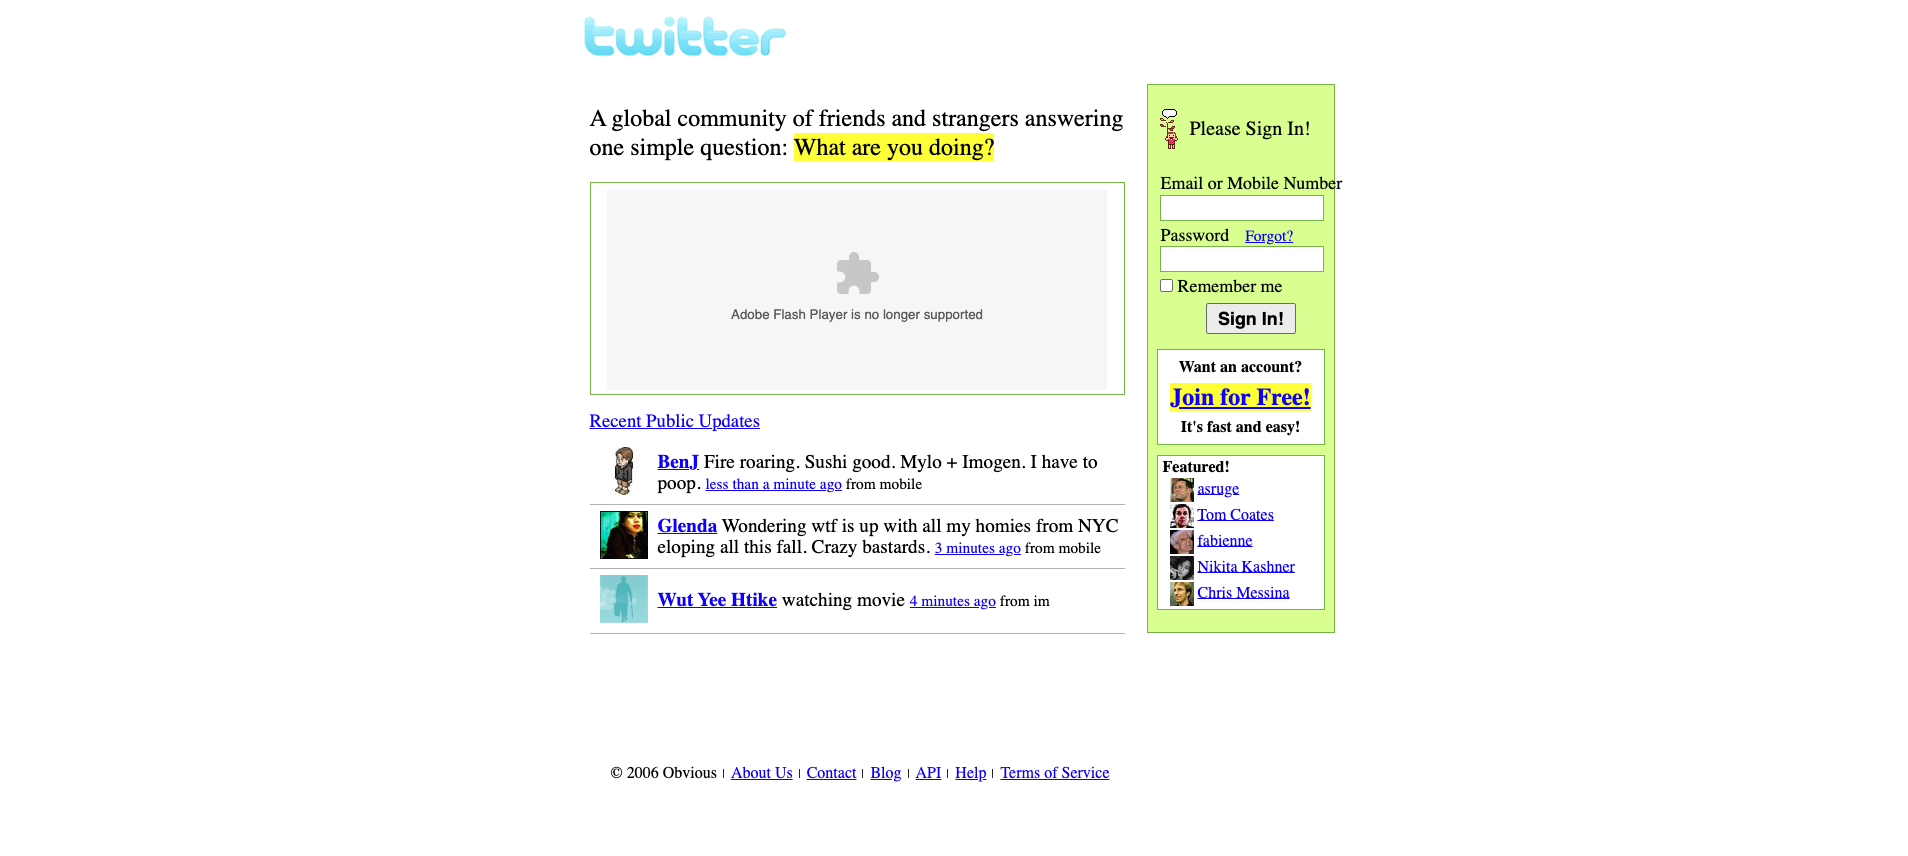 twitter
A global community of friends and strangers answering
one simple question: What are you doing?
Adobe Flash Player is no longer supported
Recent Public Updates
BenJ Fire roaring. Sushi good. Mylo + Imogen. I have to
poop. less than a minute ago from mobile
Glenda Wondering wtf is up with all my homies from NYC
eloping all this fall. Crazy bastards. 3 minutes ago from mobile
Wut Yee Htike watching movie 4 minutes ago from im
Please Sign In!
Email or Mobile Number
Password Forgot?
Remember me
Sign In!
Want an account?
Join for Free!
It's fast and easy!
Featured!
asruge
Tom Coates
fabienne
Nikita Kashner
Chris Messina
© 2006 Obvious | About Us | Contact | Blog | API | Help | Terms of Service